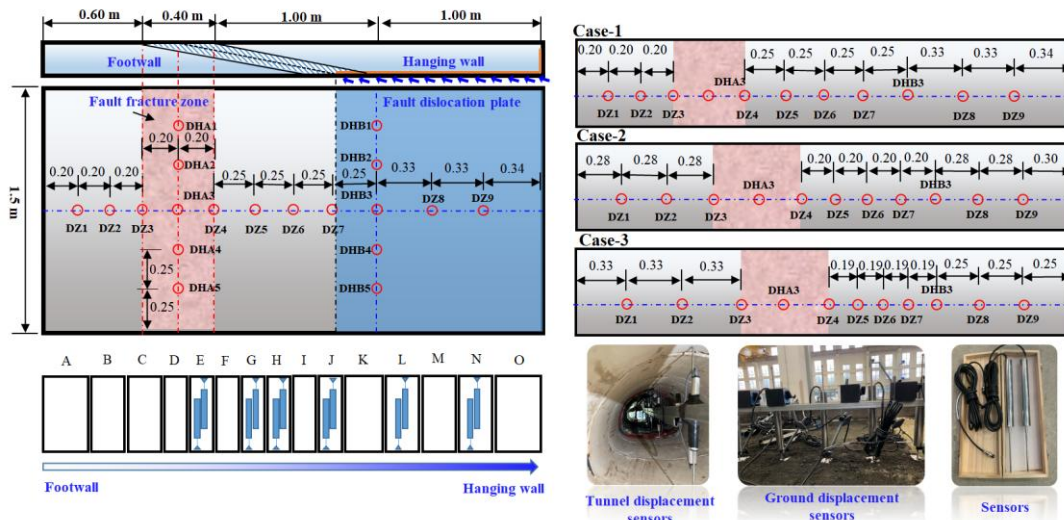 0.60 m 0.40 m 1.00 m 1.00 m
Footwall Hanging wall
Fault fracture zone Fault dislocation plate
DHA1 DHB1
0.20 0.20
DHA2 DHB2
0.20 0.20 0.20 DHA3 0.25 0.25 0.25 0.25 DHB3 0.33 0.33 0.34
DZ1 DZ2 DZ3 DZ4 DZ5 DZ6 DZ7 DZ8 DZ9
DHA4 DHB4
0.25
DHA5 DHB5
0.25
1.5 m
A B C D E F G H I J K L M N O
Footwall Hanging wall
Case-1
0.20 0.20 0.20 0.25 0.25 0.25 0.25 0.33 0.33 0.34
DHA3 DHB3
DZ1 DZ2 DZ3 DZ4 DZ5 DZ6 DZ7 DZ8 DZ9
Case-2
0.28 0.28 0.28 0.20 0.20 0.20 0.20 0.28 0.28 0.30
DHA3 DHB3
DZ1 DZ2 DZ3 DZ4 DZ5 DZ6 DZ7 DZ8 DZ9
Case-3
0.33 0.33 0.33 0.19 0.19 0.19 0.19 0.25 0.25 0.25
DHA3 DHB3
DZ1 DZ2 DZ3 DZ4 DZ5 DZ6 DZ7 DZ8 DZ9
Tunnel displacement
sensors
Ground displacement
sensors
Sensors